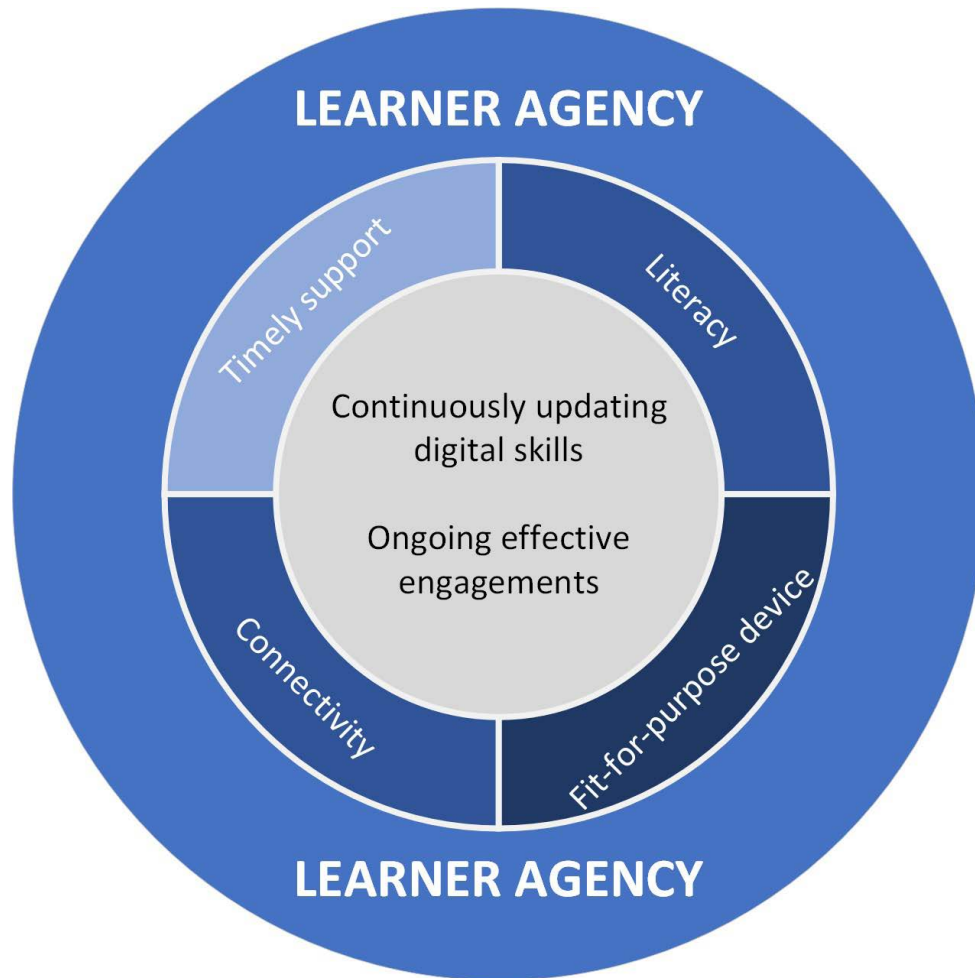 LEARNER AGENCY
Timely support
Literacy
Continuously updating
digital skills
Ongoing effective
engagements
Connectivity
Fit-for-purpose device
LEARNER AGENCY